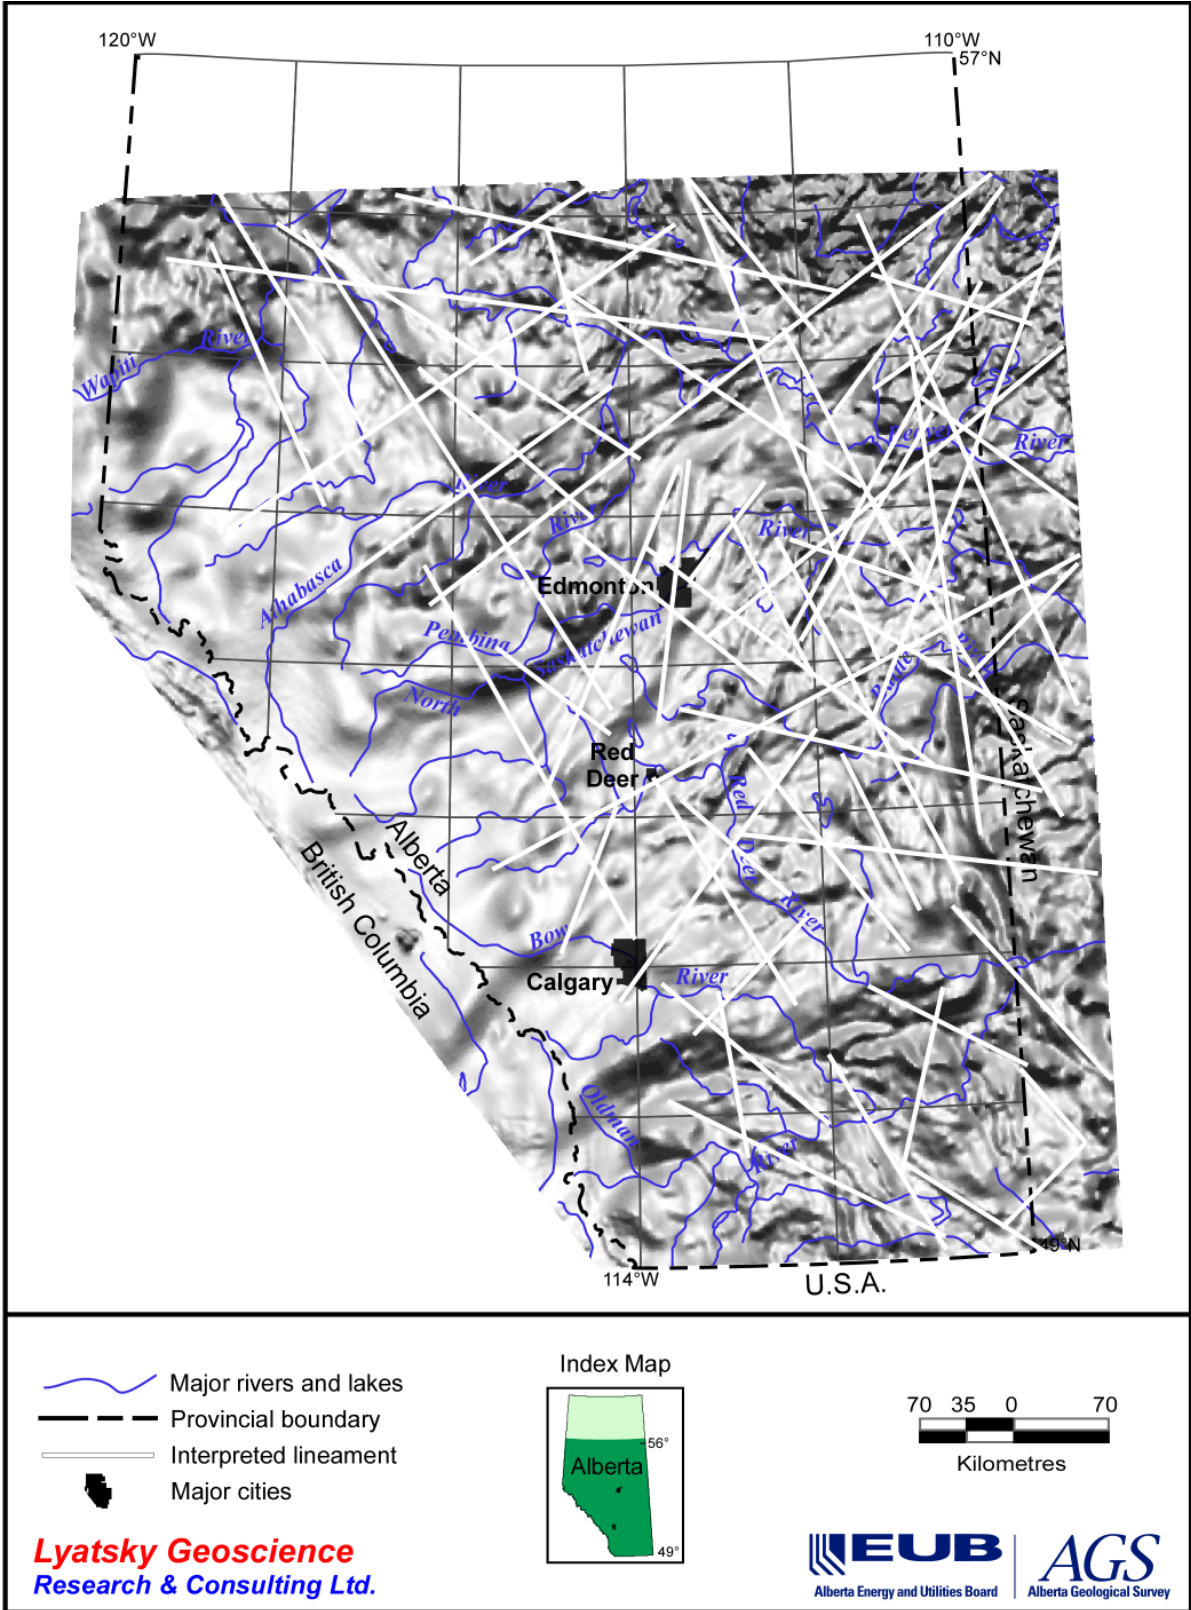 120°W
110°W
57°N
River
Wapiti
Beaver
River
River
River
River
Athabasca
Edmonton
Pembina
Saskatchewan
North
River
Battle
Red
Deer
Red
Deer
River
Saskatchewan
Alberta
British Columbia
Bow
River
Calgary
Oldman
River
49°N
114°W
U.S.A.
Major rivers and lakes
Provincial boundary
Interpreted lineament
Major cities
Index Map
56°
Alberta
49°
70 35 0 70
Kilometres
Lyatsky Geoscience
Research & Consulting Ltd.
EUB
Alberta Energy and Utilities Board
AGS
Alberta Geological Survey